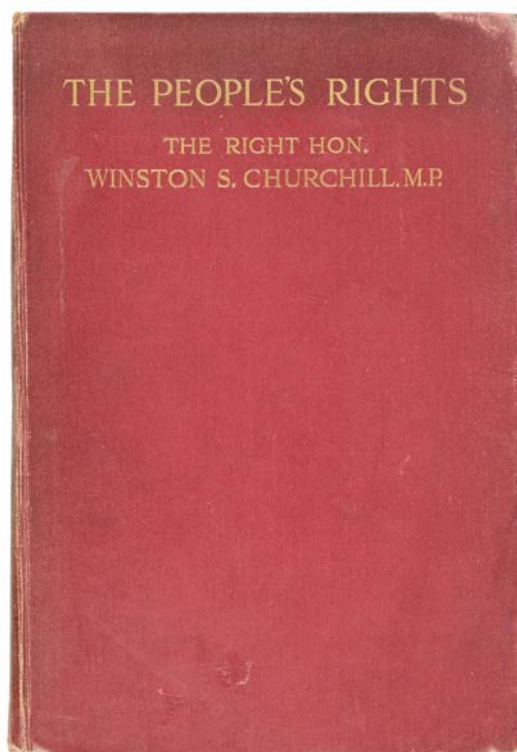 THE PEOPLE'S RIGHTS
THE RIGHT HON.
WINSTON S. CHURCHILL. M.P.